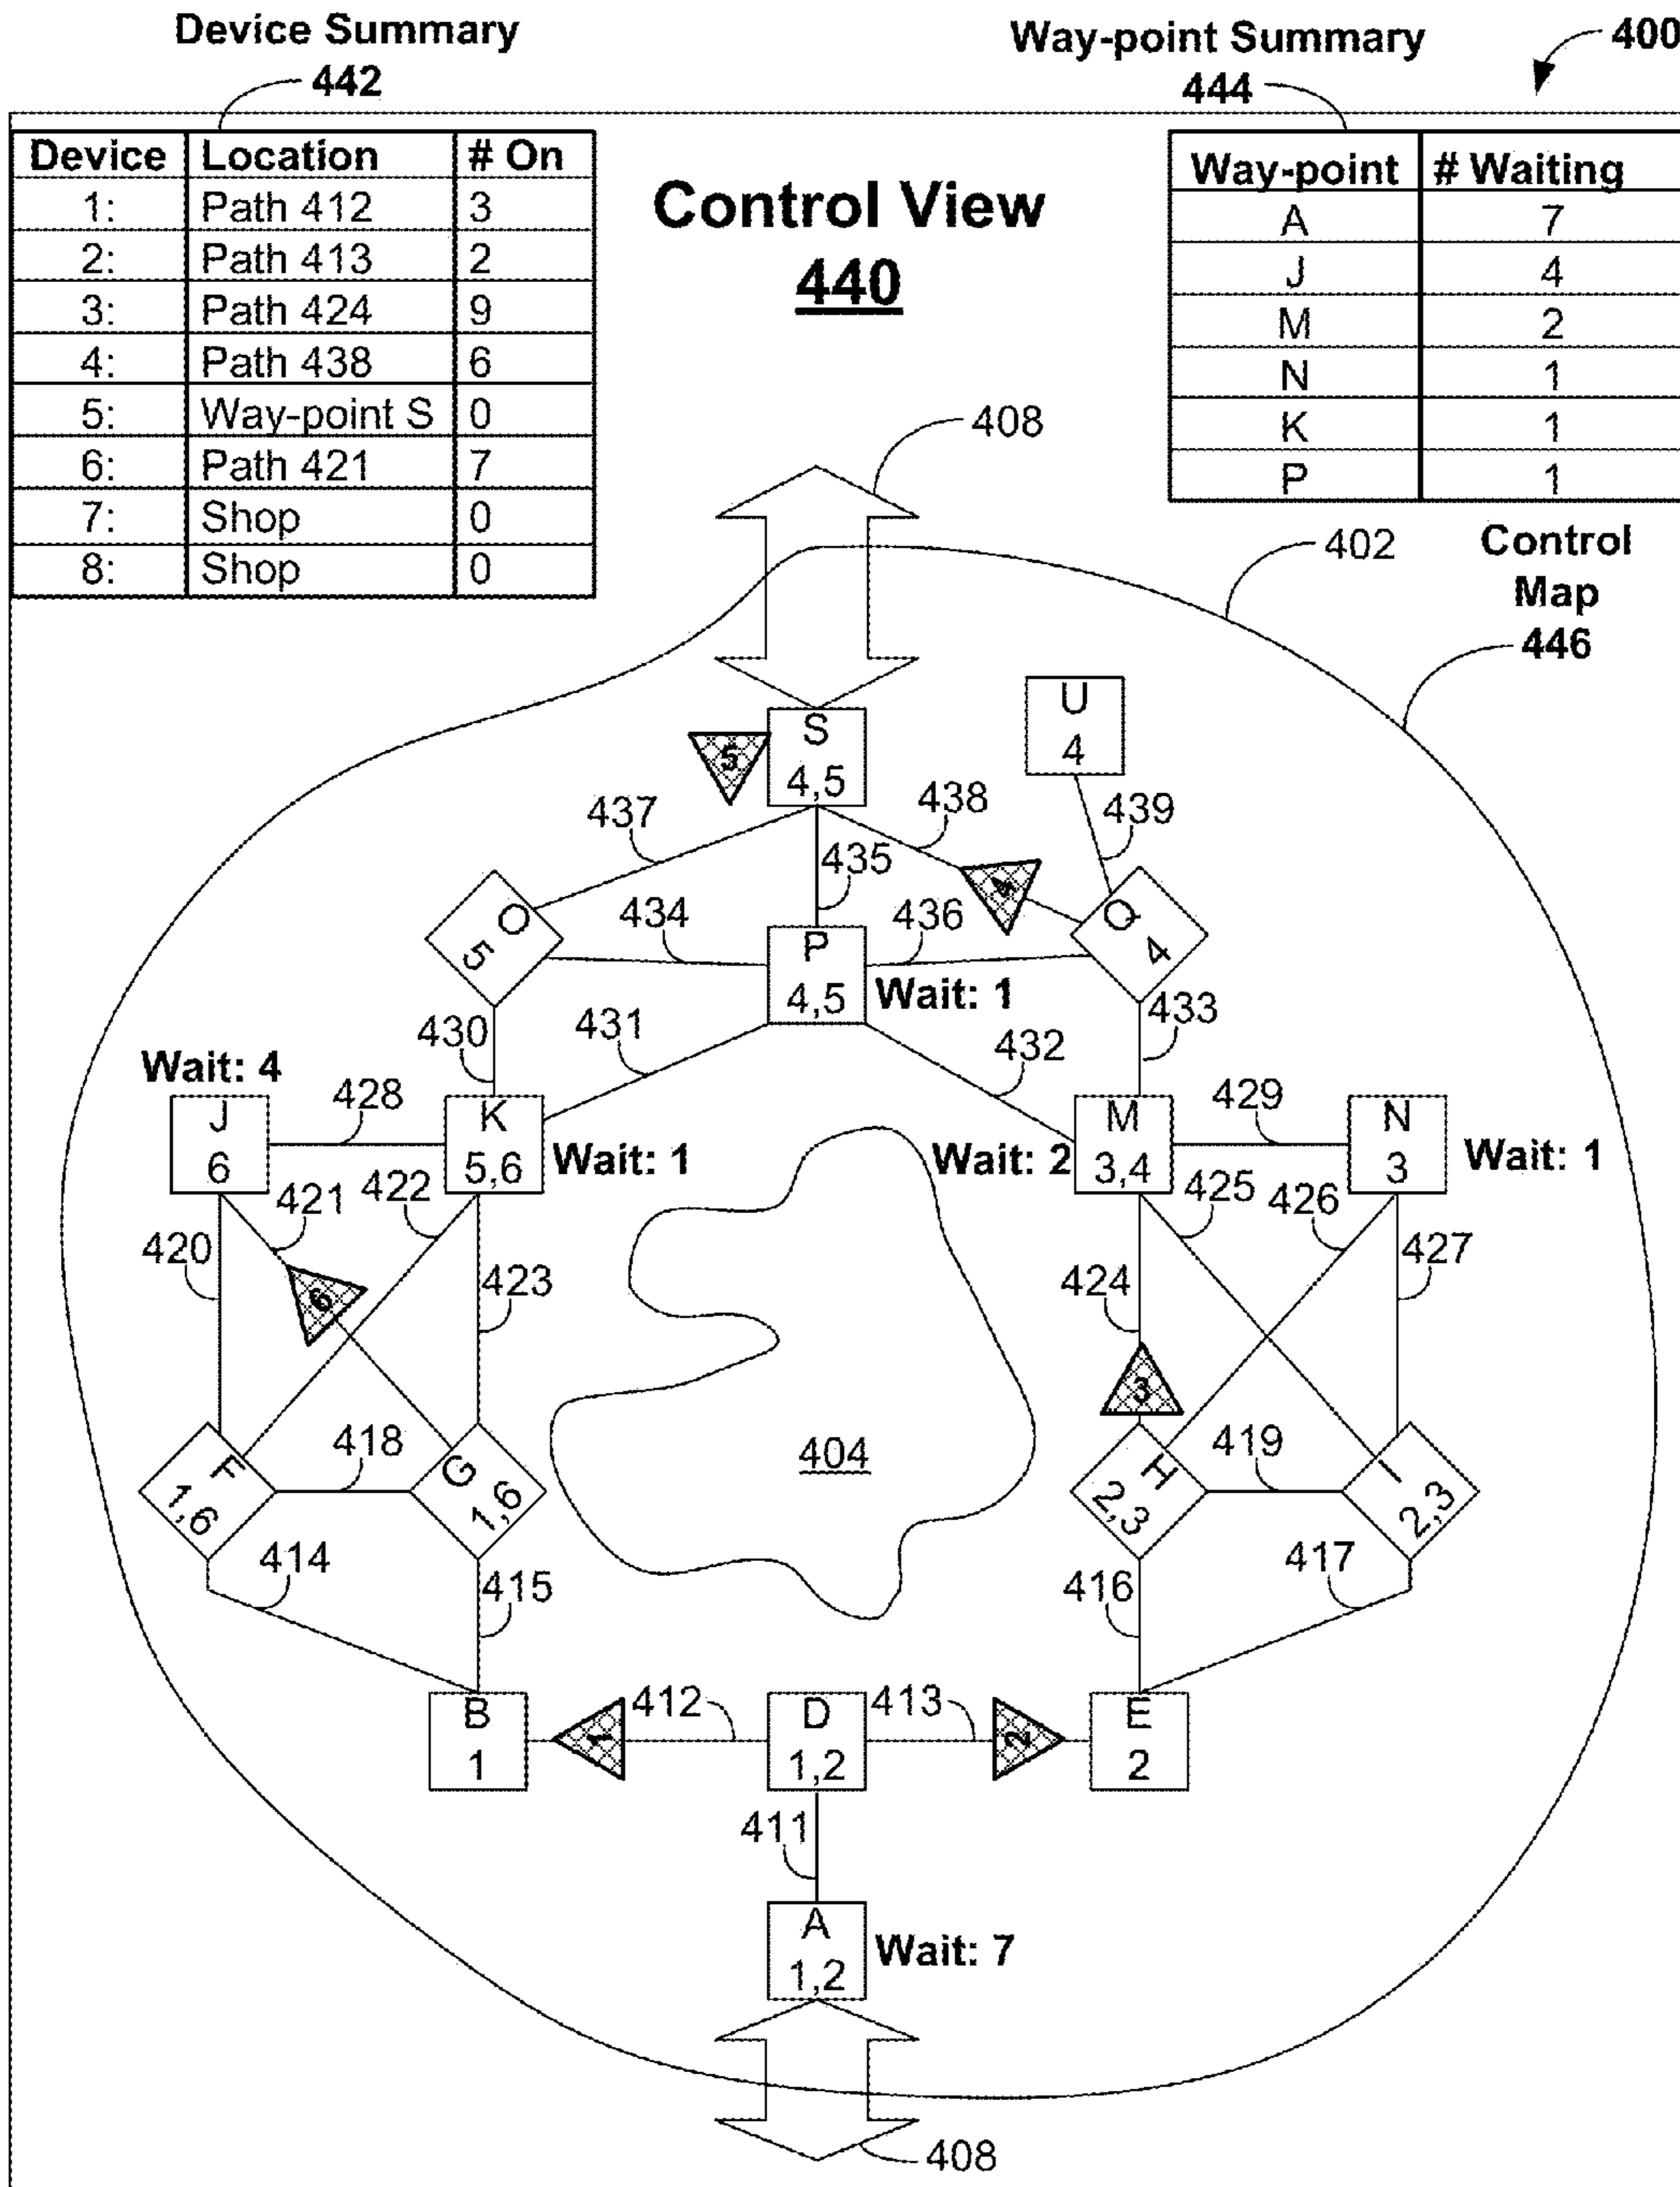 Device Summary
442
Way-point Summary
444
400
Device Location # On
1: Path 412 3
2: Path 413 2
3: Path 424 9
4: Path 438 6
5: Way-point S 0
6: Path 421 7
7: Shop 0
8: Shop 0
Control View
440
Way-point # Waiting
A 7
J 4
M 2
N 1
K 1
P 1
408
402
Control
Map
446
S
4,5
5
U
4
437
438
439
435
4
O
5
434
436
Q
4
P
4,5
Wait: 1
430
431
432
433
Wait: 4
J
6
428
K
5,6
Wait: 1
Wait: 2
M
3,4
429
N
3
Wait: 1
421
422
425
426
420
423
424
427
6
3
F
1,6
418
G
1,6
404
H
2,3
419
I
2,3
414
415
416
417
B
1
1
412
D
1,2
413
2
E
2
411
A
1,2
Wait: 7
408